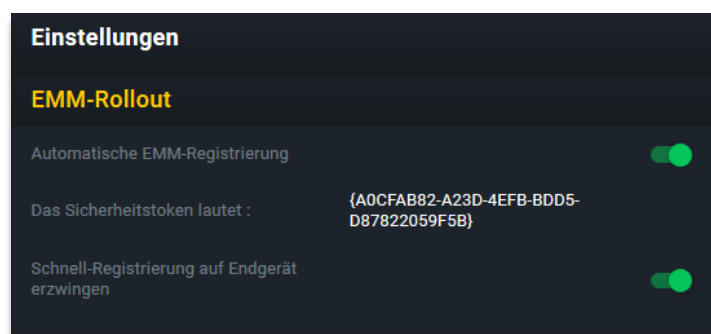 Einstellungen
EMM-Rollout
Automatische EMM-Registrierung
Das Sicherheitstoken lautet :
{A0CFAB82-A23D-4EFB-BDD5-
D87822059F5B}
Schnell-Registrierung auf Endgerät
erzwingen